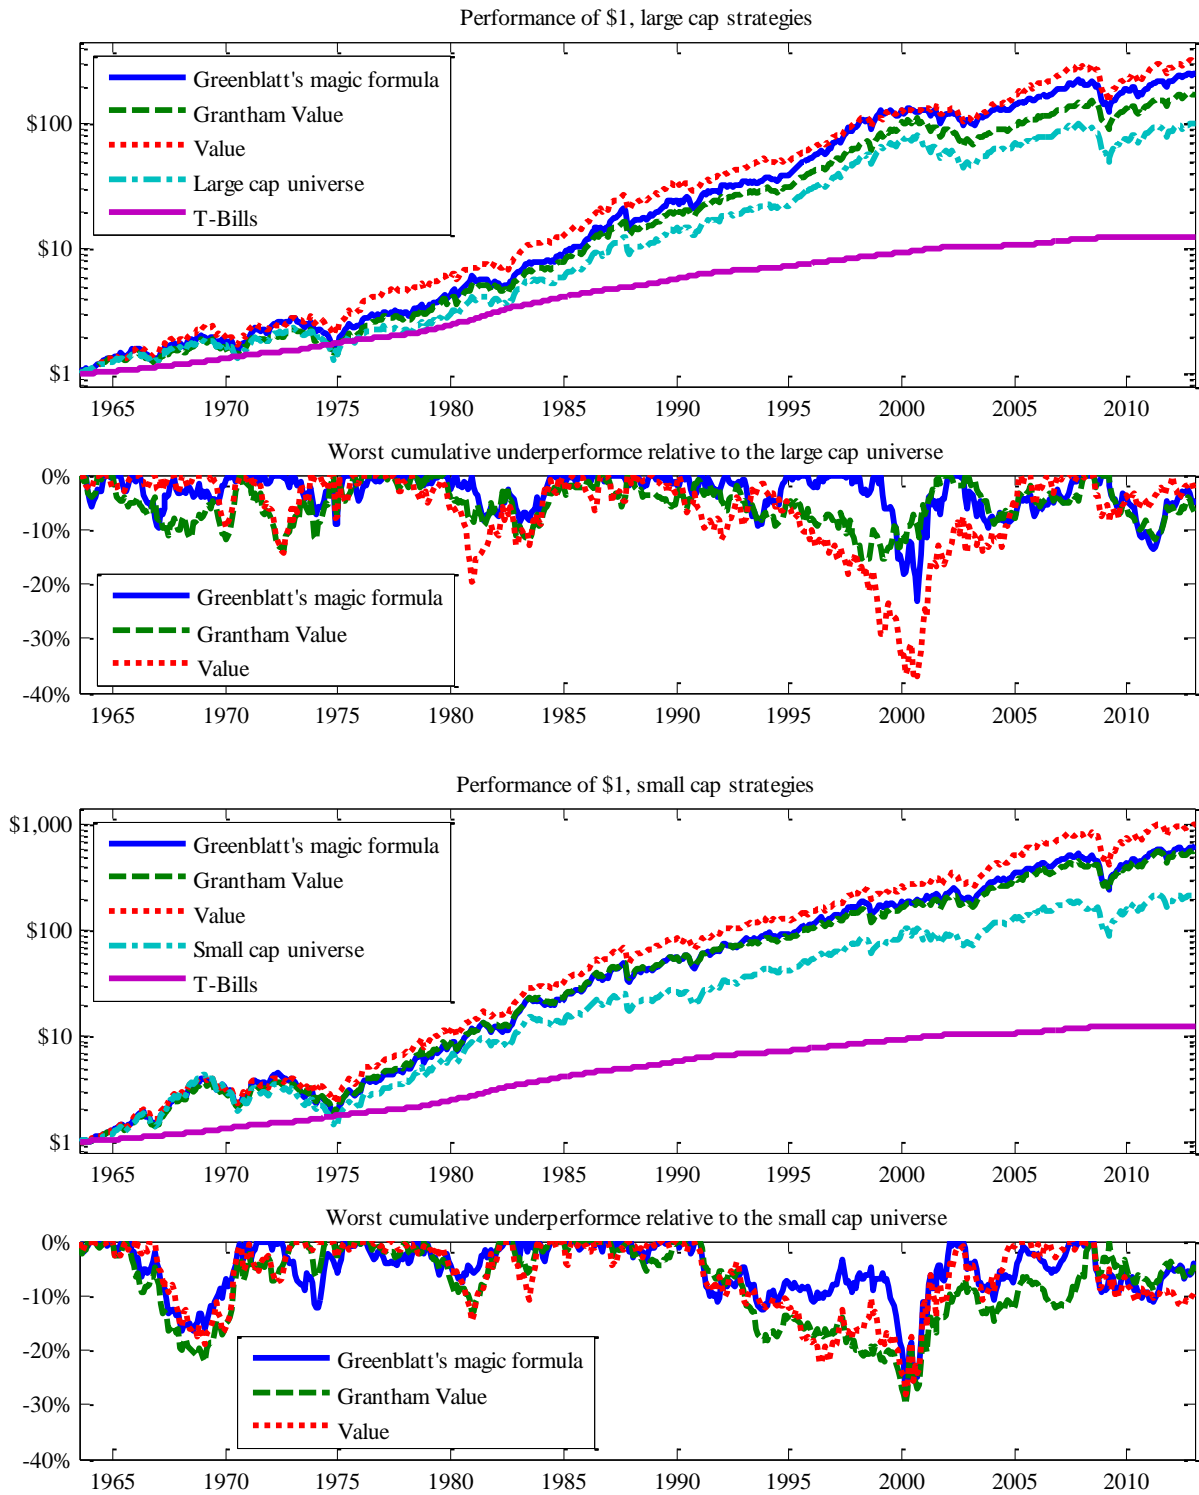 Performance of $1, large cap strategies
$100
$10
$1
Greenblatt's magic formula
Grantham Value
Value
Large cap universe
T-Bills
1965 1970 1975 1980 1985 1990 1995 2000 2005 2010
Worst cumulative underperformce relative to the large cap universe
0%
-10%
-20%
-30%
-40%
Greenblatt's magic formula
Grantham Value
Value
1965 1970 1975 1980 1985 1990 1995 2000 2005 2010
Performance of $1, small cap strategies
$1,000
$100
$10
$1
Greenblatt's magic formula
Grantham Value
Value
Small cap universe
T-Bills
1965 1970 1975 1980 1985 1990 1995 2000 2005 2010
Worst cumulative underperformce relative to the small cap universe
0%
-10%
-20%
-30%
-40%
Greenblatt's magic formula
Grantham Value
Value
1965 1970 1975 1980 1985 1990 1995 2000 2005 2010